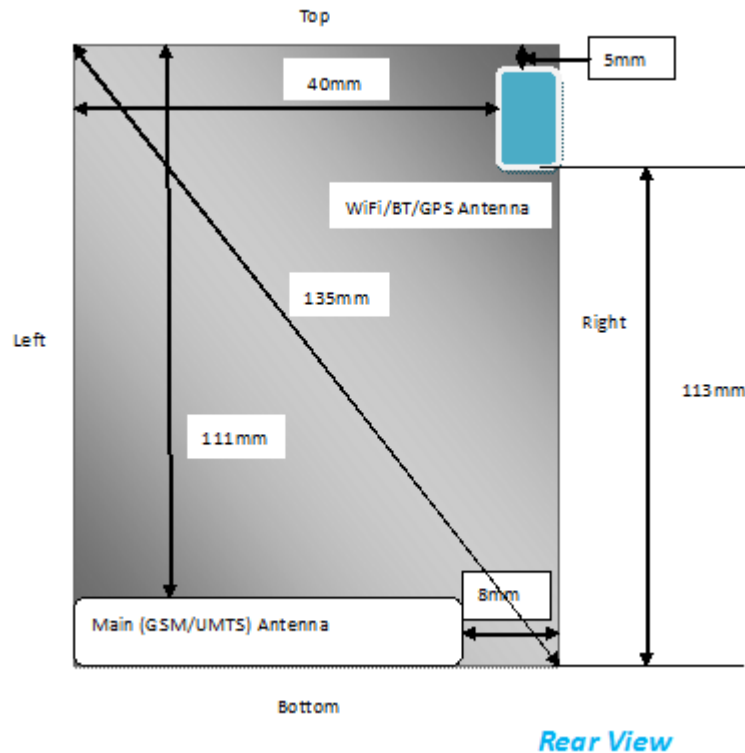 Top
5mm
40mm
WiFi/BT/GPS Antenna
135mm
Right
Left
113mm
111mm
8mm
Main (GSM/UMTS) Antenna
Bottom
Rear View